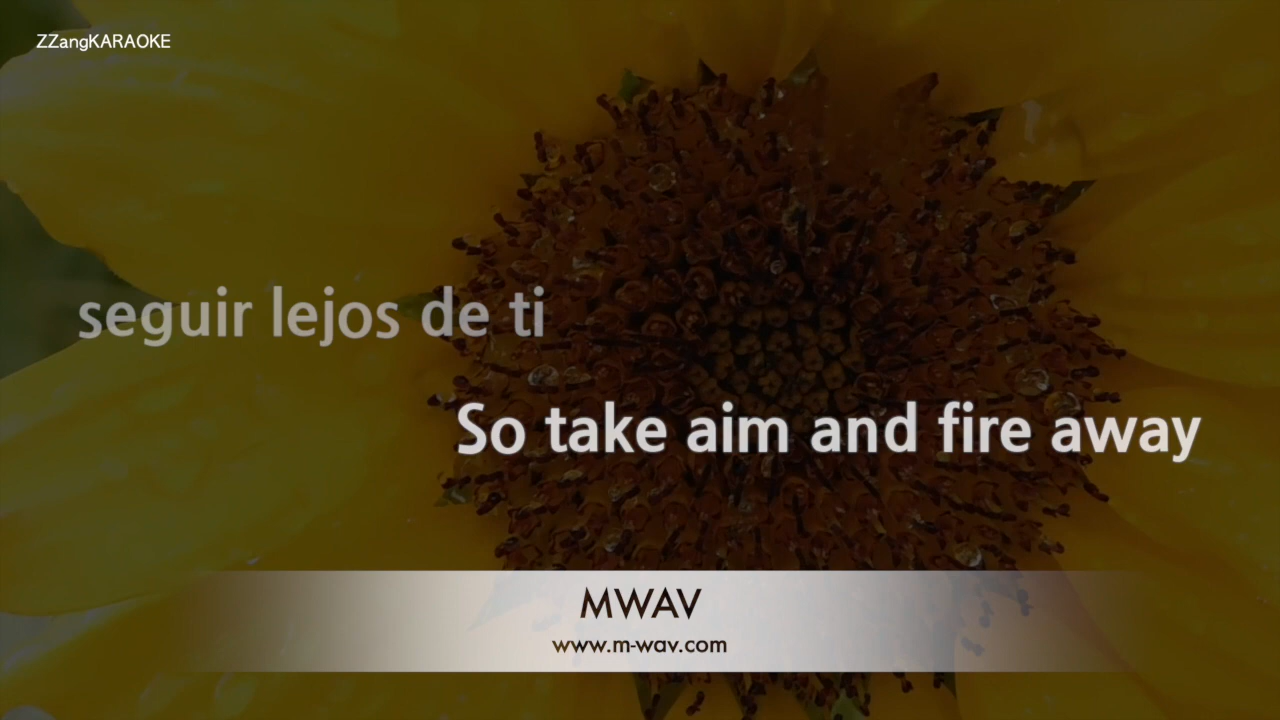 ZZangKARAOKE
seguir lejos de ti
So take aim and fire away
MWAV
www.m-wav.com